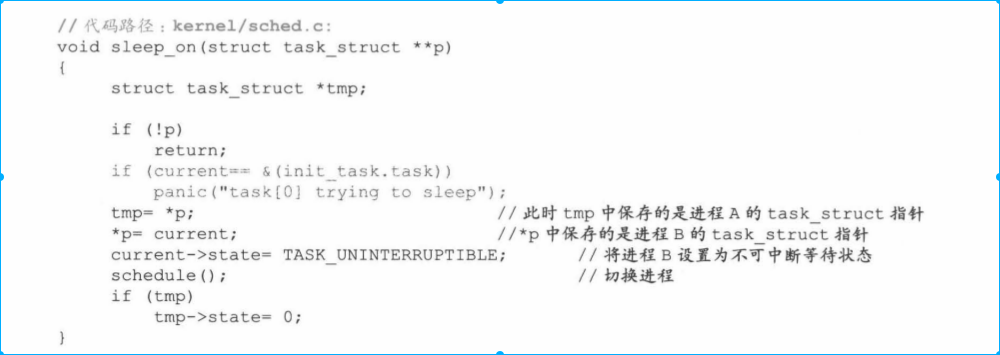 // 代码路径：kernel/sched.c:
void sleep_on(struct task_struct **p)
{
struct task_struct *tmp;
if (!p)
return;
if (current== &(init_task.task))
panic("task[0] trying to sleep");
tmp= *p; // 此时 tmp 中保存的是进程 A 的 task_struct 指针
*p= current; //*p 中保存的是进程 B 的 task_struct 指针
current->state= TASK_UNINTERRUPTIBLE; // 将进程 B 设置为不可中断等待状态
schedule(); // 切换进程
if (tmp)
tmp->state= 0;
}